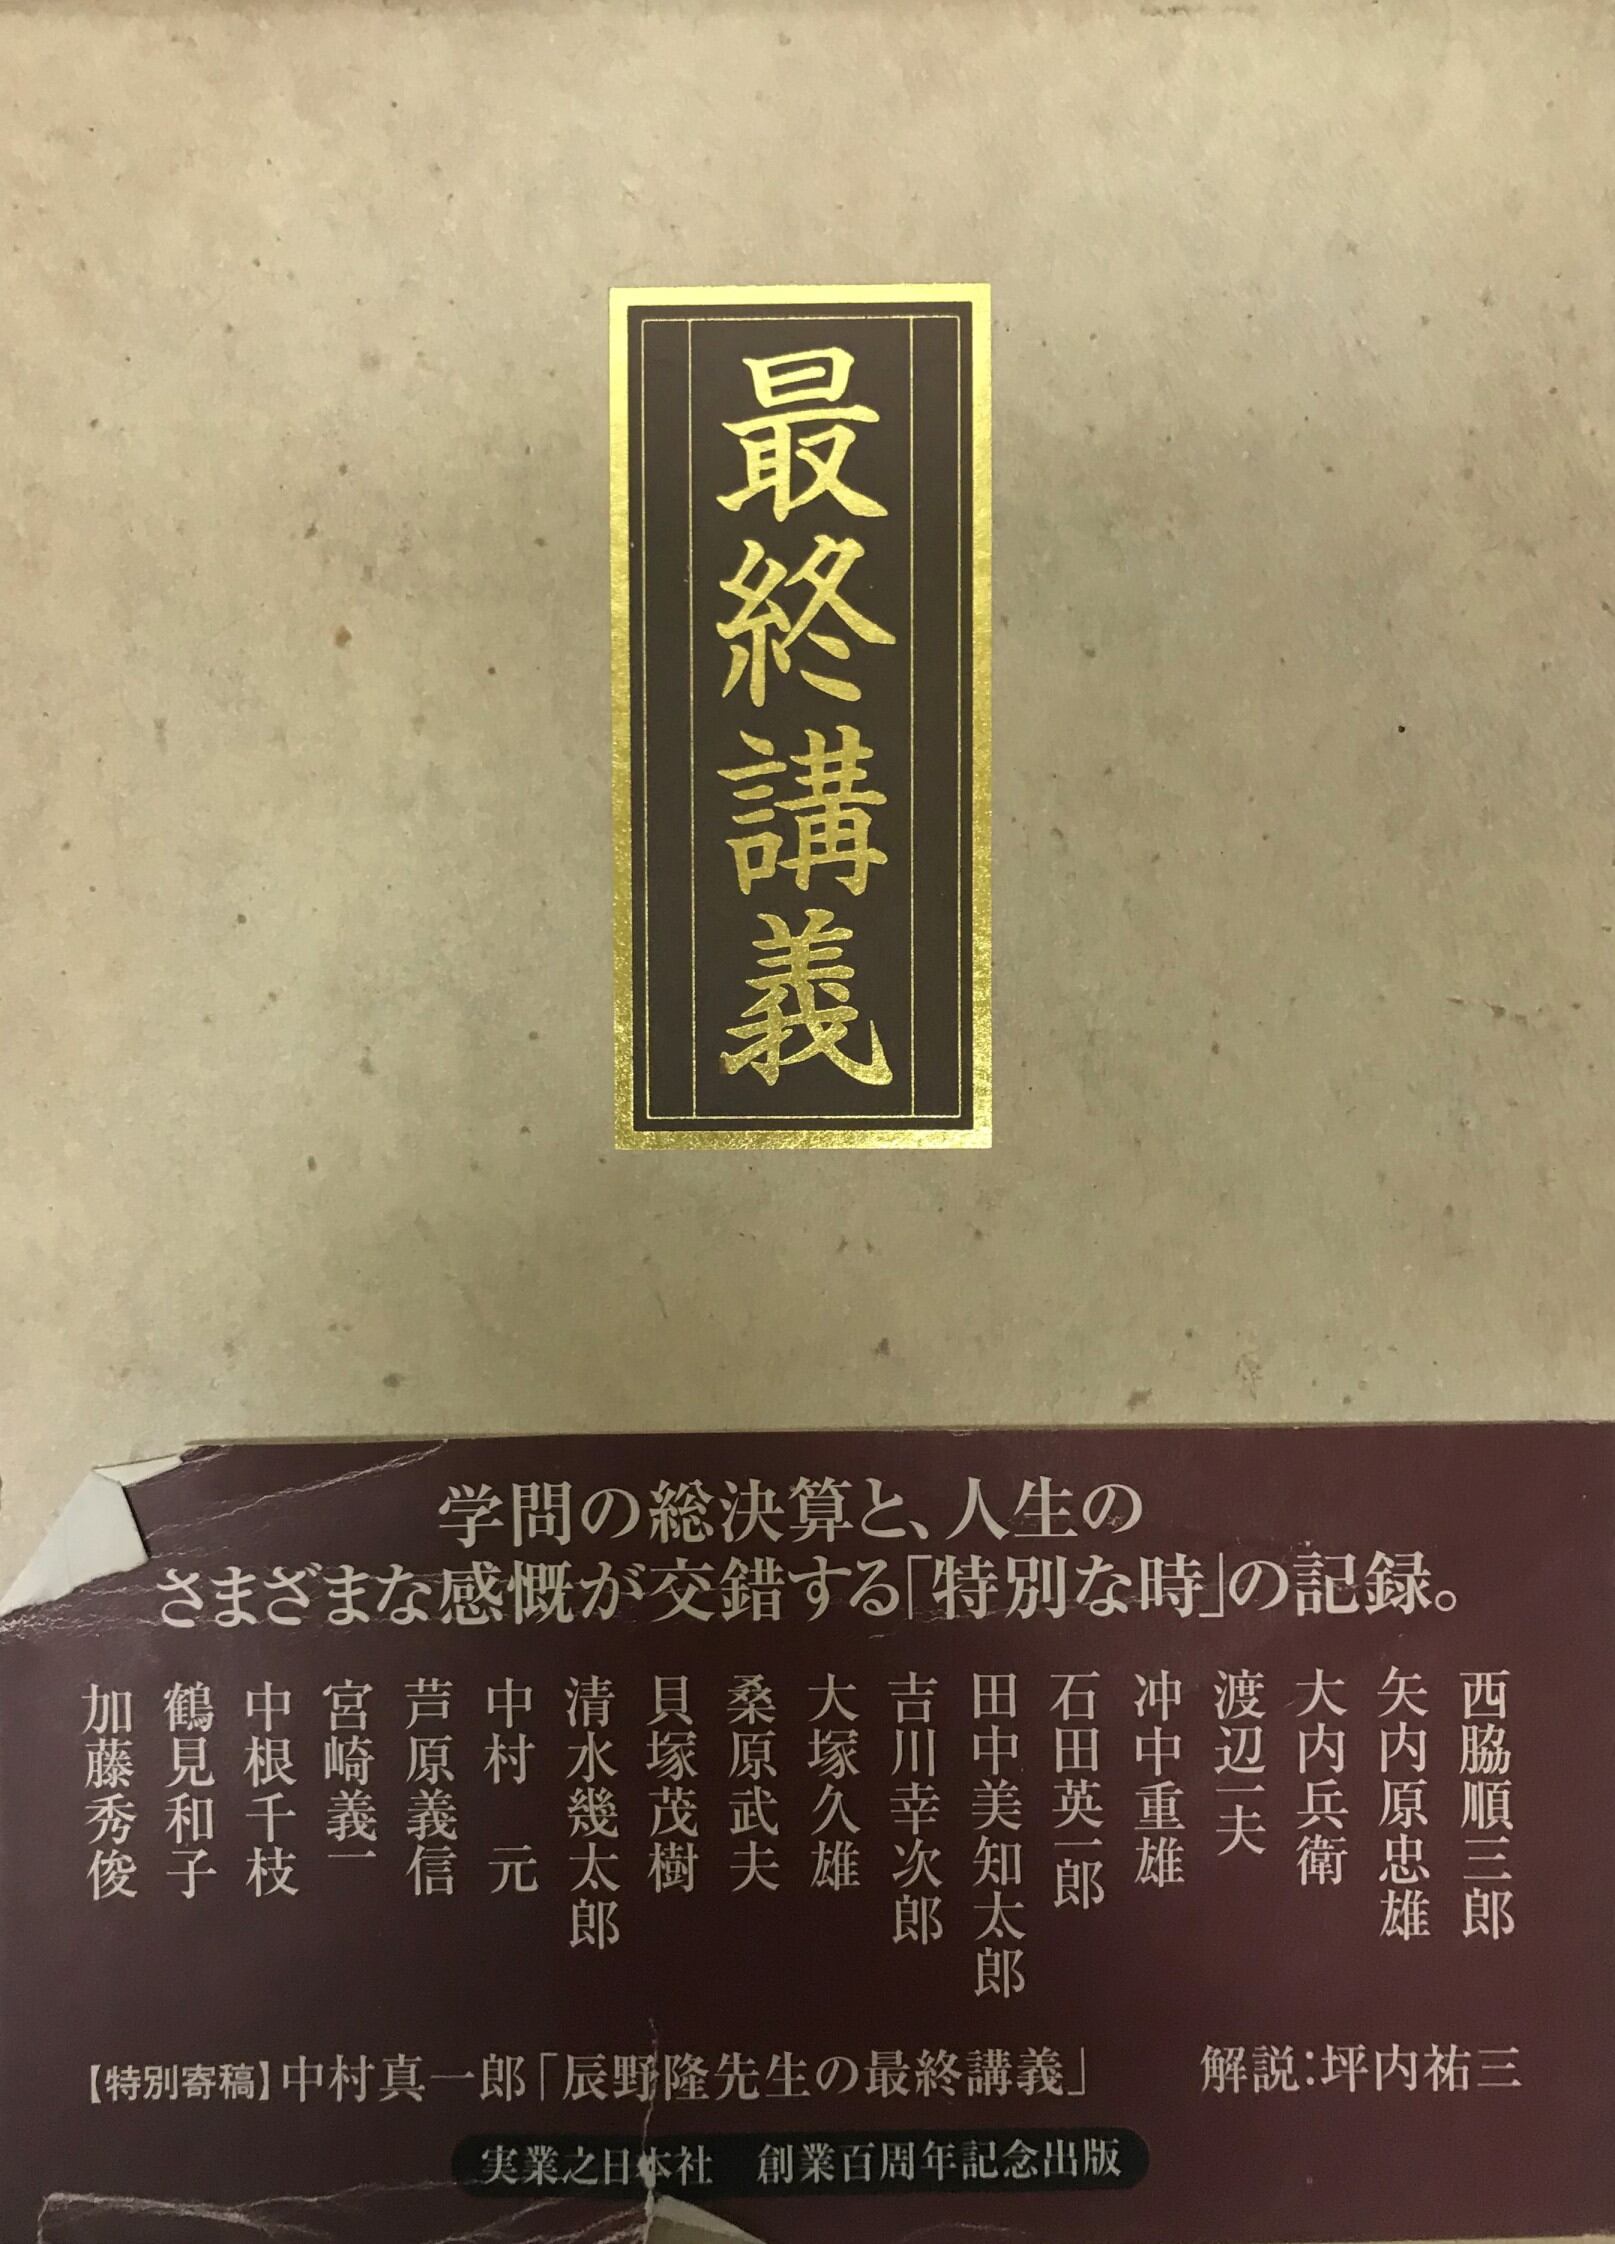 最終講義
学問の総決算と、人生の
さまざまな感慨が交錯する「特別な時」の記録。
西脇順三郎
矢内原忠雄
大内兵衛
渡辺一夫
冲中重雄
石田英一郎
田中美知太郎
吉川幸次郎
大塚久雄
桑原武夫
貝塚茂樹
清水幾太郎
中村 元
芦原義信
宮崎義一
中根千枝
鶴見和子
加藤秀俊
【特別寄稿】中村真一郎「辰野隆先生の最終講義」 解説:坪内祐三
実業之日本社 創業百周年記念出版